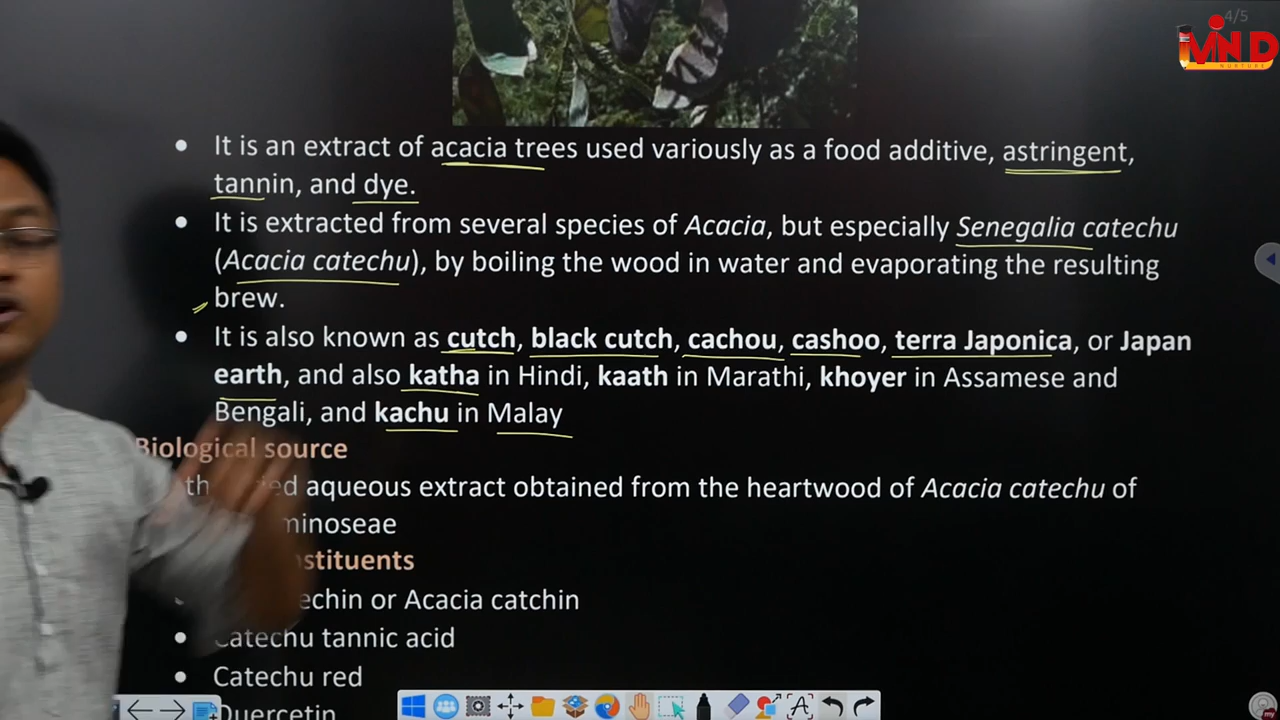 4/5
MIND
NURTURE
• It is an extract of acacia trees used variously as a food additive, astringent,
tannin, and dye.
• It is extracted from several species of Acacia, but especially Senegalia catechu
(Acacia catechu), by boiling the wood in water and evaporating the resulting
brew.
• It is also known as cutch, black cutch, cachou, cashoo, terra Japonica, or Japan
earth, and also katha in Hindi, kaath in Marathi, khoyer in Assamese and
Bengali, and kachu in Malay
Biological source
aqueous extract obtained from the heartwood of Acacia catechu of
minoseae
stituents
echin or Acacia catchin
• Catechu tannic acid
• Catechu red
Quercetin